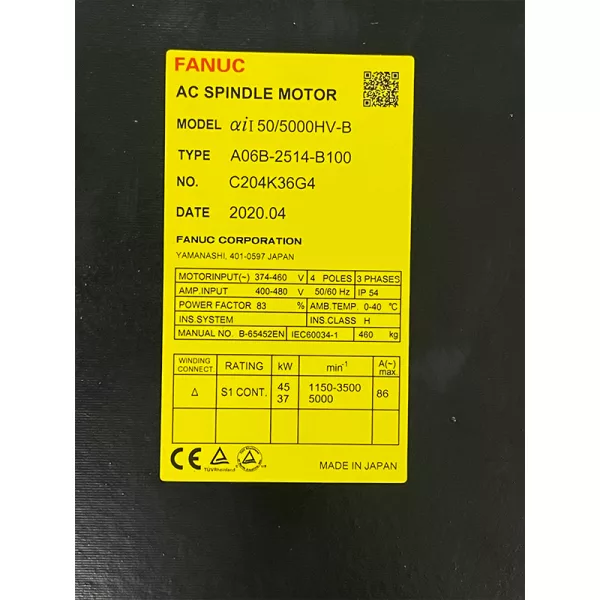 FANUC
AC SPINDLE MOTOR
MODEL αiI 50/5000HV-B
TYPE A06B-2514-B100
NO. C204K36G4
DATE 2020.04
FANUC CORPORATION
YAMANASHI, 401-0597 JAPAN
MOTORINPUT(~) 374-460 V 4 POLES 3 PHASES
AMP.INPUT 400-480 V 50/60 Hz IP 54
POWER FACTOR 83 % AMB.TEMP. 0-40 ℃
INS.SYSTEM INS.CLASS H
MANUAL NO. B-65452EN IEC60034-1 460 kg
WINDING CONNECT RATING kW min⁻¹ A(~) max.
Δ S1 CONT. 45 1150-3500 86
37 5000
CE TÜVRheinland
MADE IN JAPAN